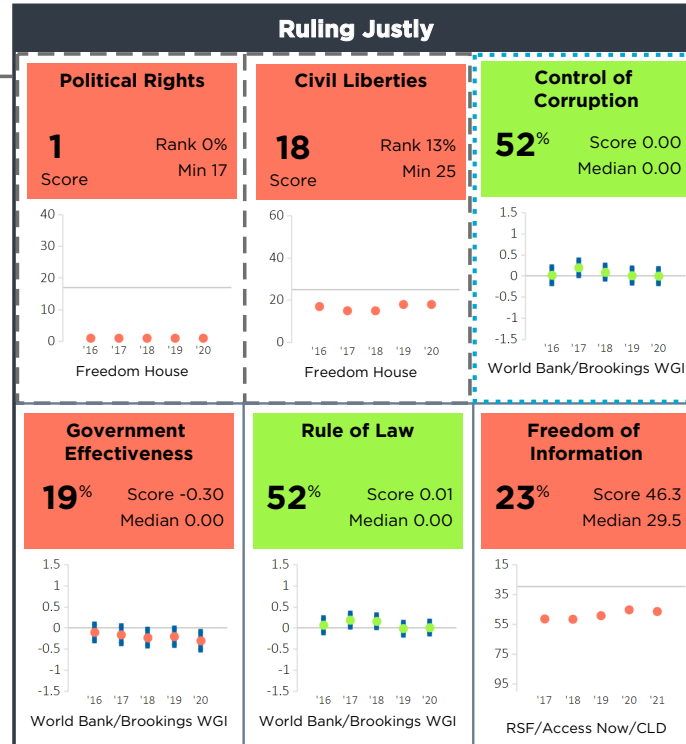 Ruling Justly
Political Rights
1
Score
Rank 0%
Min 17
40
30
20
10
0
'16 '17 '18 '19 '20
Freedom House
Civil Liberties
18
Score
Rank 13%
Min 25
60
40
20
0
'16 '17 '18 '19 '20
Freedom House
Control of
Corruption
52%
Score 0.00
Median 0.00
1.5
1
0.5
0
-0.5
-1
-1.5
'16 '17 '18 '19 '20
World Bank/Brookings WGI
Government
Effectiveness
19%
Score -0.30
Median 0.00
1.5
1
0.5
0
-0.5
-1
-1.5
'16 '17 '18 '19 '20
World Bank/Brookings WGI
Rule of Law
52%
Score 0.01
Median 0.00
1.5
1
0.5
0
-0.5
-1
-1.5
'16 '17 '18 '19 '20
World Bank/Brookings WGI
Freedom of
Information
23%
Score 46.3
Median 29.5
15
35
55
75
95
'17 '18 '19 '20 '21
RSF/Access Now/CLD